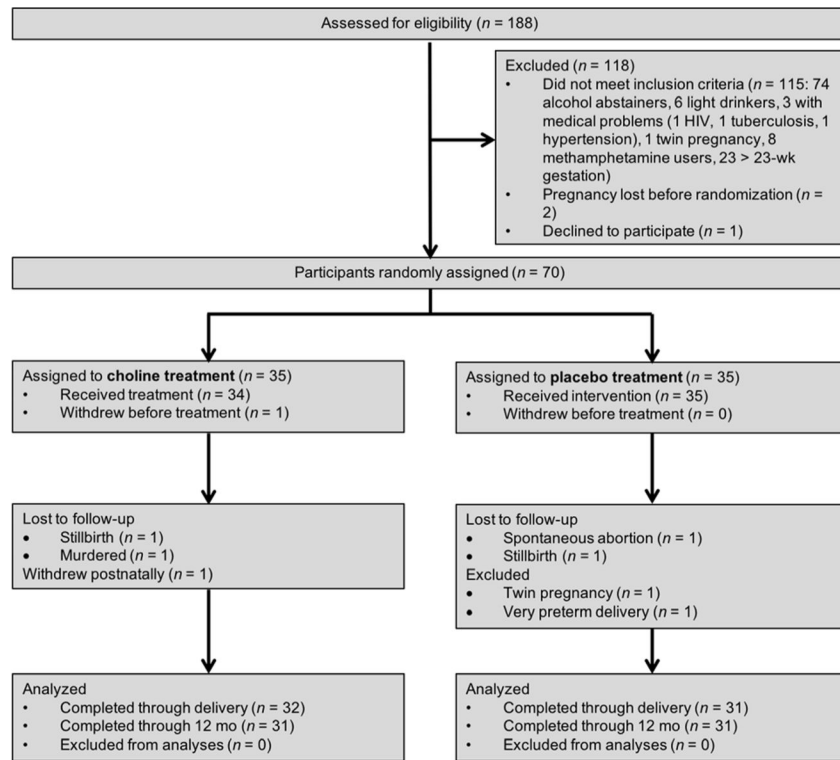 Assessed for eligibility (n = 188)
Excluded (n = 118)
• Did not meet inclusion criteria (n = 115: 74
alcohol abstainers, 6 light drinkers, 3 with
medical problems (1 HIV, 1 tuberculosis, 1
hypertension), 1 twin pregnancy, 8
methamphetamine users, 23 > 23-wk
gestation)
• Pregnancy lost before randomization (n =
2)
• Declined to participate (n = 1)
Participants randomly assigned (n = 70)
Assigned to choline treatment (n = 35)
• Received treatment (n = 34)
• Withdrew before treatment (n = 1)
Assigned to placebo treatment (n = 35)
• Received intervention (n = 35)
• Withdrew before treatment (n = 0)
Lost to follow-up
• Stillbirth (n = 1)
• Murdered (n = 1)
Withdrew postnatally (n = 1)
Lost to follow-up
• Spontaneous abortion (n = 1)
• Stillbirth (n = 1)
Excluded
• Twin pregnancy (n = 1)
• Very preterm delivery (n = 1)
Analyzed
• Completed through delivery (n = 32)
• Completed through 12 mo (n = 31)
• Excluded from analyses (n = 0)
Analyzed
• Completed through delivery (n = 31)
• Completed through 12 mo (n = 31)
• Excluded from analyses (n = 0)